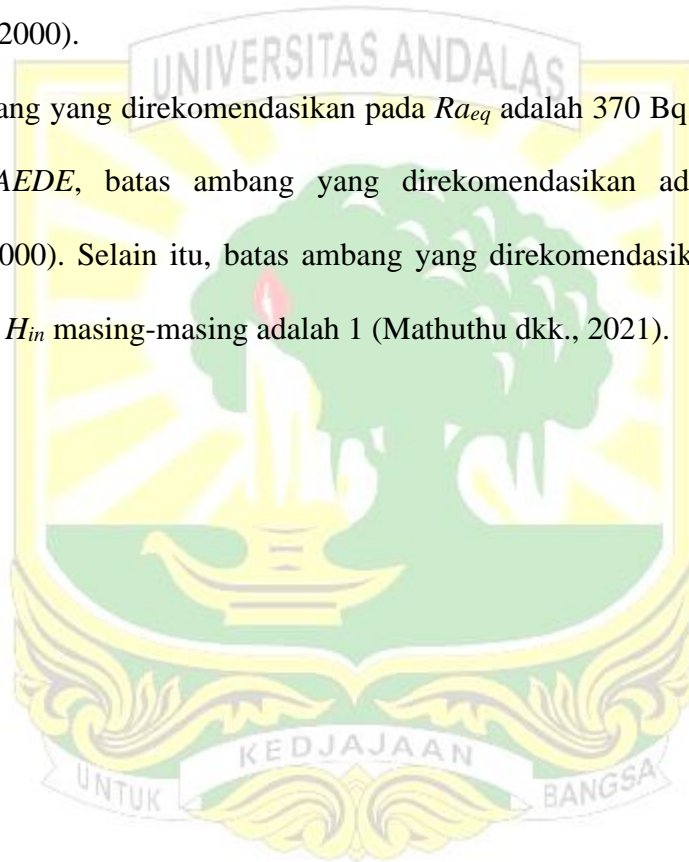 2000).
UNIVERSITAS ANDALAS
ang yang direkomendasikan pada Raeq adalah 370 Bq
AEDE, batas ambang yang direkomendasikan ad
000). Selain itu, batas ambang yang direkomendasik
Hin masing-masing adalah 1 (Mathuthu dkk., 2021).
UNTUK KEDJAJAAN BANGSA